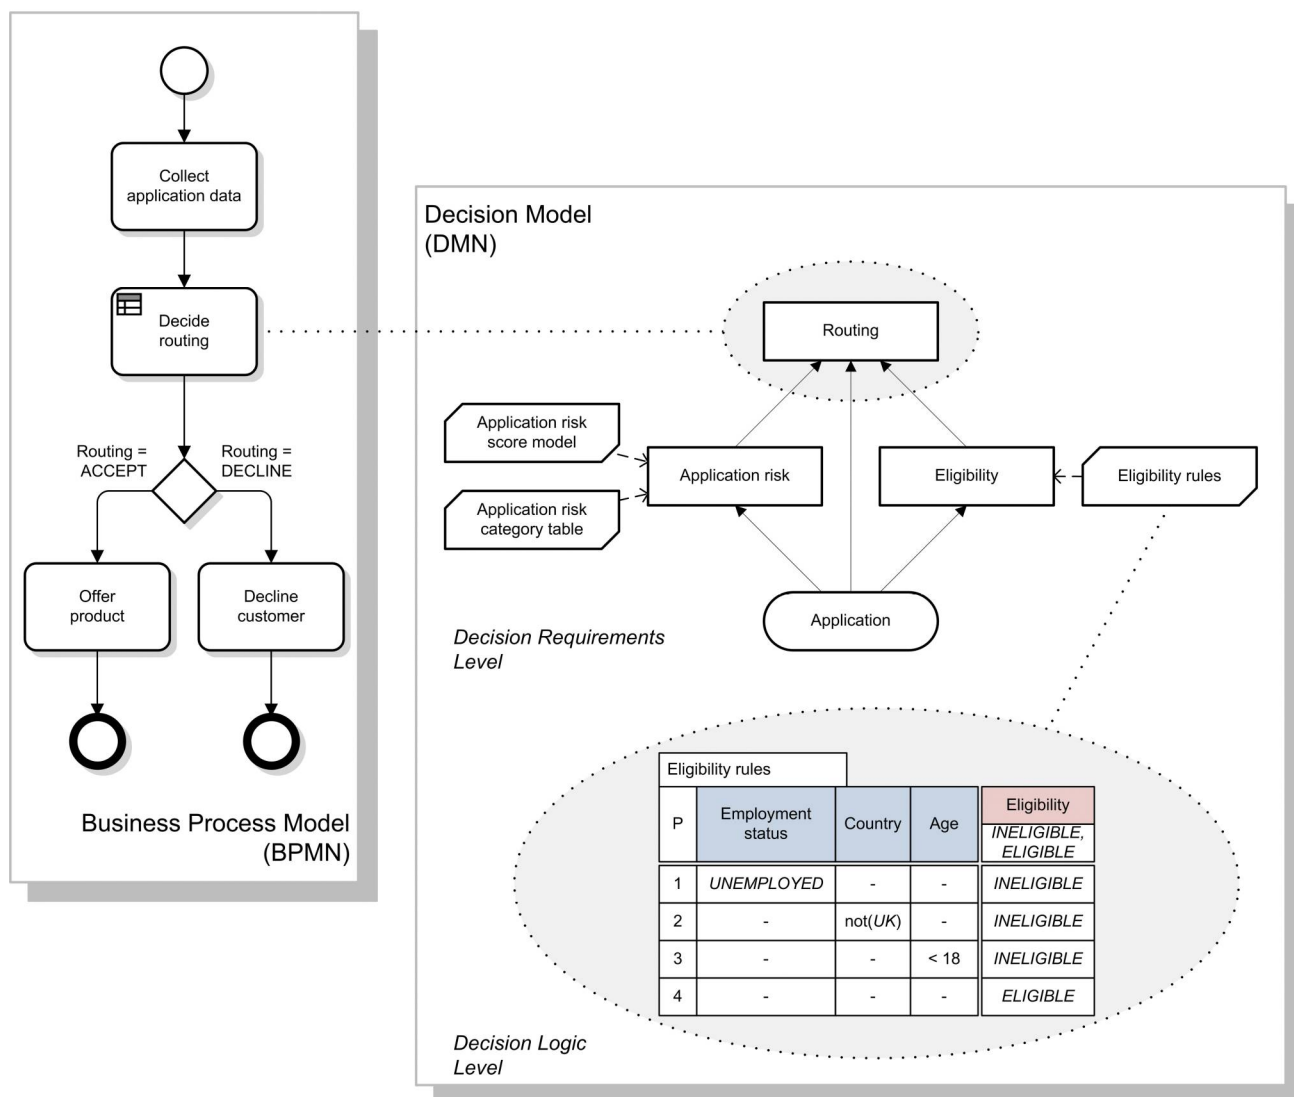 Collect
application data
Decide
routing
Routing =
ACCEPT
Routing =
DECLINE
Offer
product
Decline
customer
Business Process Model
(BPMN)
Decision Model
(DMN)
Routing
Application risk
score model
Application risk
Eligibility
Eligibility rules
Application risk
category table
Application
Decision Requirements
Level
Eligibility rules
P
Employment
status
Country
Age
Eligibility
INELIGIBLE,
ELIGIBLE
1 UNEMPLOYED - - INELIGIBLE
2 - not(UK) - INELIGIBLE
3 - - < 18 INELIGIBLE
4 - - - ELIGIBLE
Decision Logic
Level